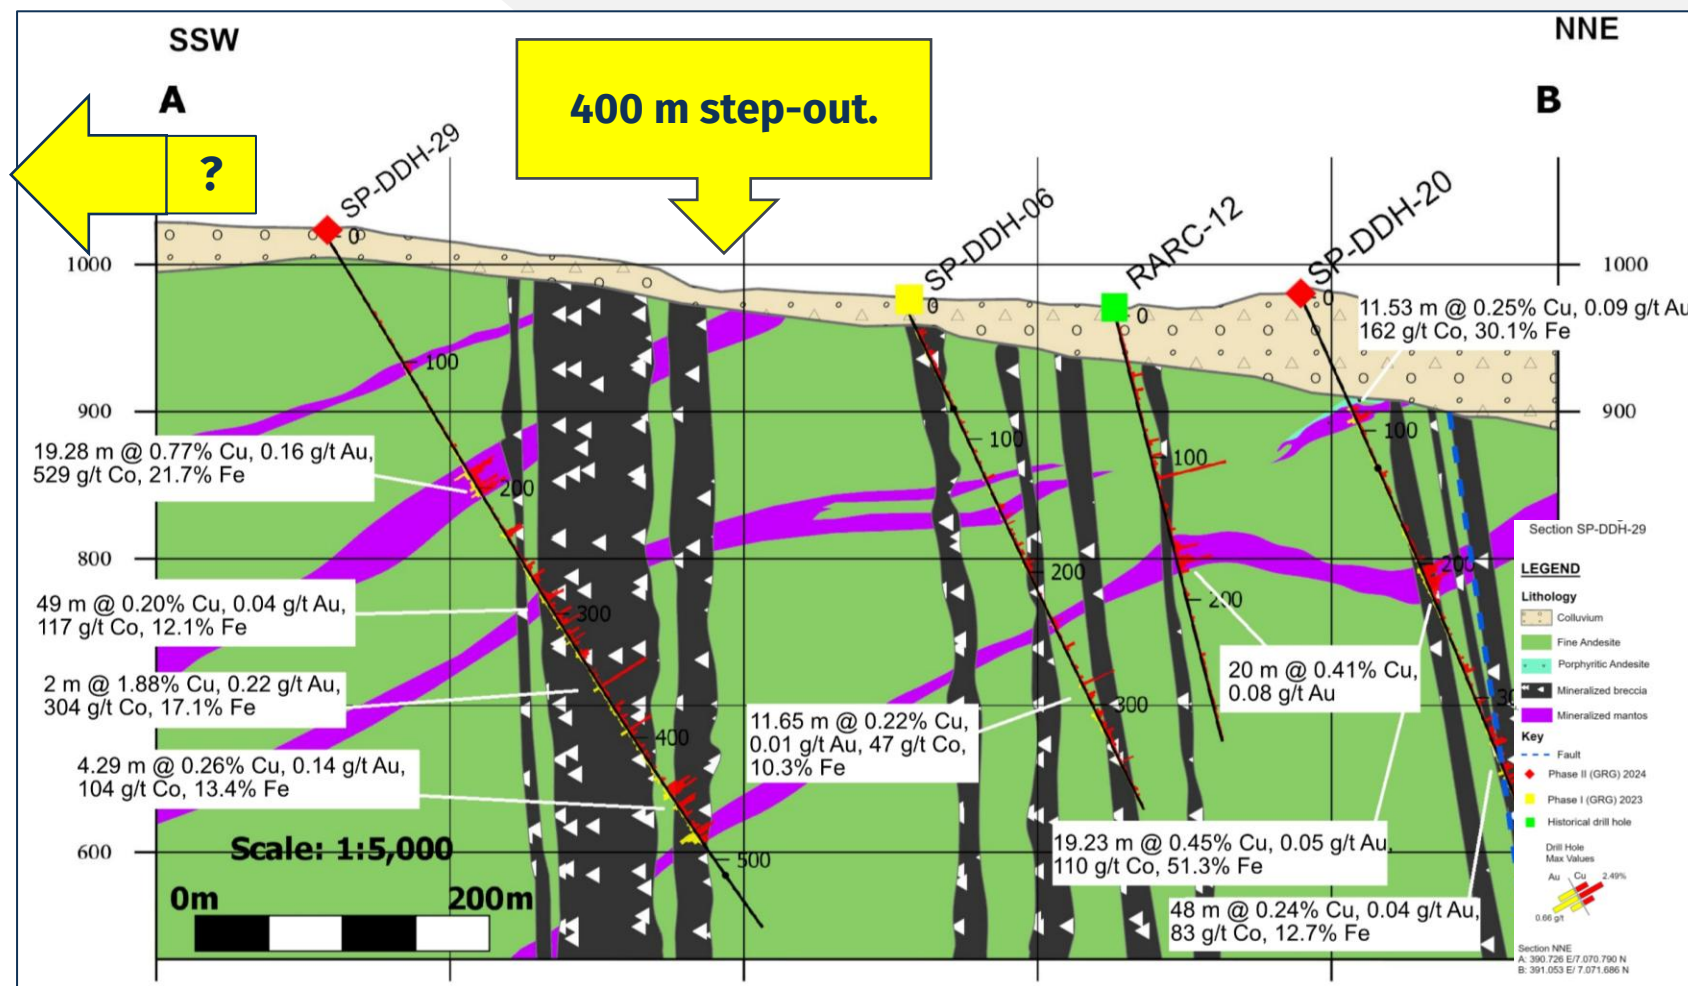 SSW
NNE
A
B
400 m step-out.
?
SP-DDH-29
SP-DDH-06
RARC-12
SP-DDH-20
0
0
0
0
1000
1000
900
900
800
600
100
200
300
400
500
100
200
300
100
200
100
200
11.53 m @ 0.25% Cu, 0.09 g/t Au
162 g/t Co, 30.1% Fe
19.28 m @ 0.77% Cu, 0.16 g/t Au,
529 g/t Co, 21.7% Fe
49 m @ 0.20% Cu, 0.04 g/t Au,
117 g/t Co, 12.1% Fe
2 m @ 1.88% Cu, 0.22 g/t Au,
304 g/t Co, 17.1% Fe
4.29 m @ 0.26% Cu, 0.14 g/t Au,
104 g/t Co, 13.4% Fe
11.65 m @ 0.22% Cu,
0.01 g/t Au, 47 g/t Co,
10.3% Fe
20 m @ 0.41% Cu,
0.08 g/t Au
19.23 m @ 0.45% Cu, 0.05 g/t Au,
110 g/t Co, 51.3% Fe
48 m @ 0.24% Cu, 0.04 g/t Au,
83 g/t Co, 12.7% Fe
Scale: 1:5,000
0m 200m
Section SP-DDH-29
LEGEND
Lithology
Colluvium
Fine Andesite
Porphyritic Andesite
Mineralized breccia
Mineralized mantos
Key
Fault
Phase II (GRG) 2024
Phase I (GRG) 2023
Historical drill hole
Drill Hole
Max Values
Au Cu 2.49%
0.66 g/t
Section NNE
A: 390.726 E/7.070.790 N
B: 391.053 E/ 7.071.686 N